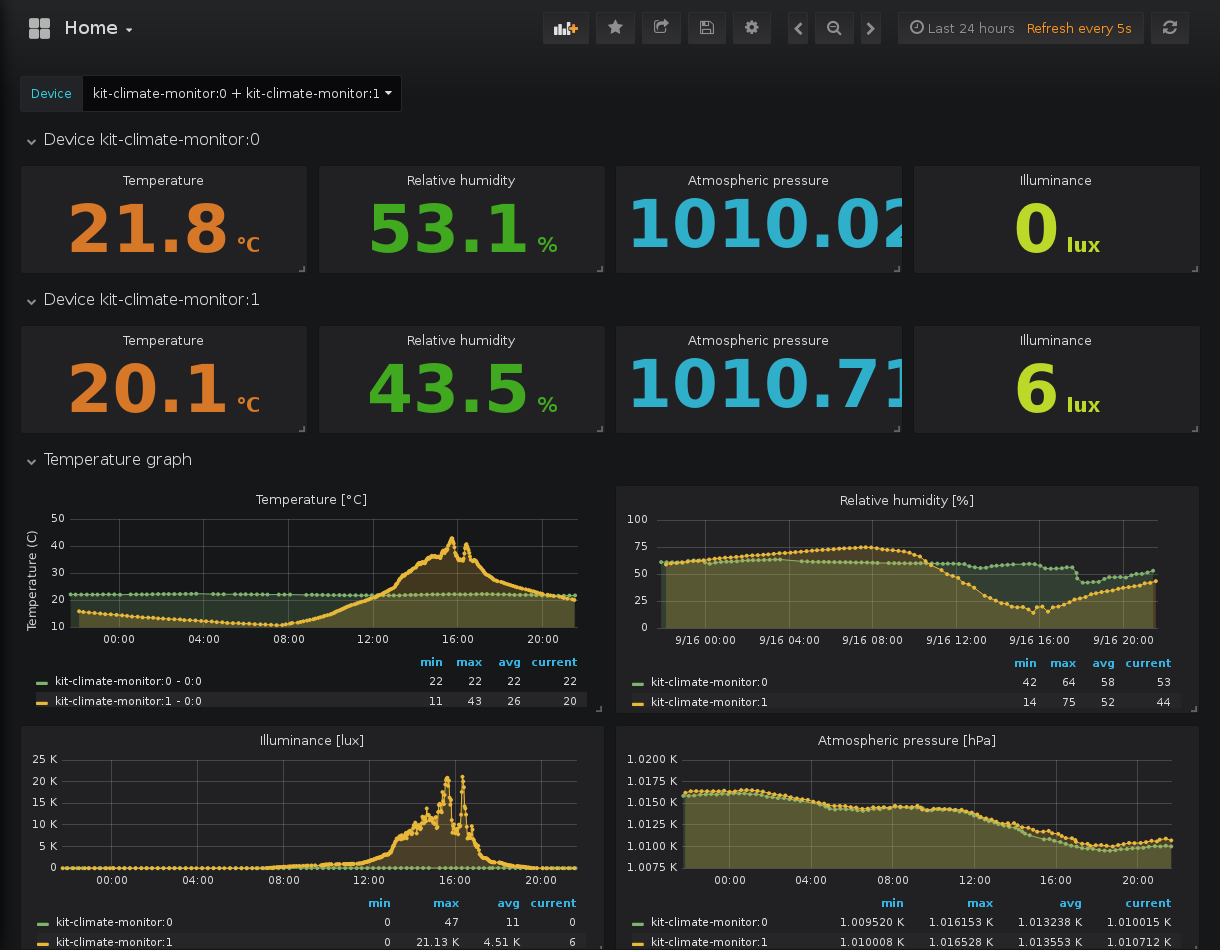 Home
Last 24 hours Refresh every 5s
Device kit-climate-monitor:0 + kit-climate-monitor:1
Device kit-climate-monitor:0
Temperature Relative humidity Atmospheric pressure Illuminance
21.8 °C 53.1 % 1010.02 0 lux
Device kit-climate-monitor:1
Temperature Relative humidity Atmospheric pressure Illuminance
20.1 °C 43.5 % 1010.71 6 lux
Temperature graph
Temperature [°C]
Temperature (C)
50
40
30
20
10
00:00 04:00 08:00 12:00 16:00 20:00
min max avg current
kit-climate-monitor:0 - 0:0 22 22 22 22
kit-climate-monitor:1 - 0:0 11 43 26 20
Relative humidity [%]
100
75
50
25
0
9/16 00:00 9/16 04:00 9/16 08:00 9/16 12:00 9/16 16:00 9/16 20:00
min max avg current
kit-climate-monitor:0 42 64 58 53
kit-climate-monitor:1 14 75 52 44
Illuminance [lux]
25 K
20 K
15 K
10 K
5 K
0
00:00 04:00 08:00 12:00 16:00 20:00
min max avg current
kit-climate-monitor:0 0 47 11 0
kit-climate-monitor:1 0 21.13 K 4.51 K 6
Atmospheric pressure [hPa]
1.0200 K
1.0175 K
1.0150 K
1.0125 K
1.0100 K
1.0075 K
00:00 04:00 08:00 12:00 16:00 20:00
min max avg current
kit-climate-monitor:0 1.009520 K 1.016153 K 1.013238 K 1.010015 K
kit-climate-monitor:1 1.010008 K 1.016528 K 1.013553 K 1.010712 K